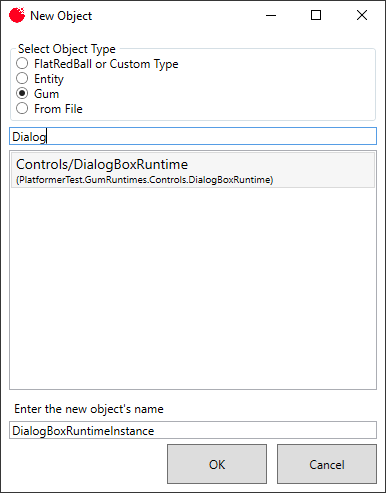 New Object
Select Object Type
FlatRedBall or Custom Type
Entity
Gum
From File
Dialog
Controls/DialogBoxRuntime
(PlatformerTest.GumRuntimes.Controls.DialogBoxRuntime)
Enter the new object's name
DialogBoxRuntimeInstance
OK
Cancel